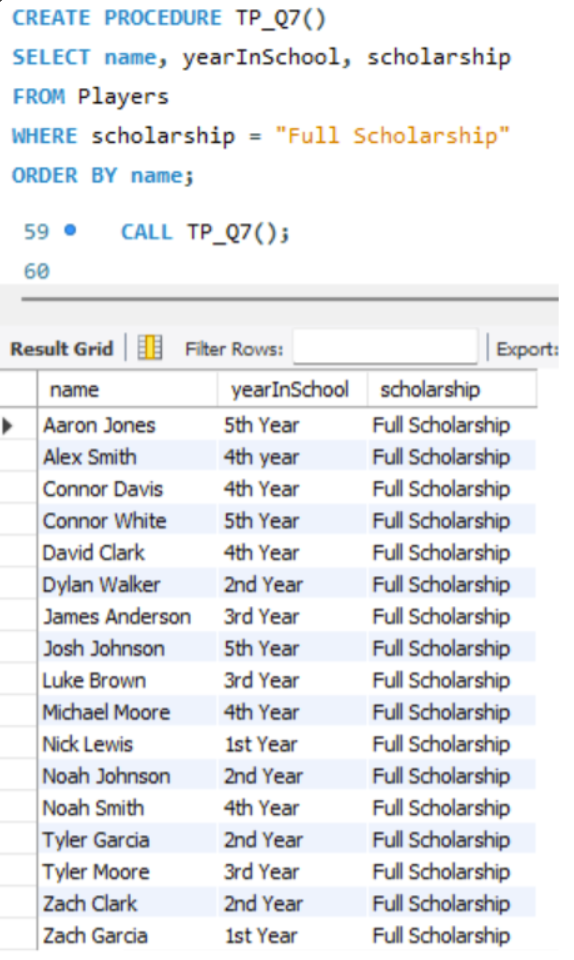 CREATE PROCEDURE TP_Q7()
SELECT name, yearInSchool, scholarship
FROM Players
WHERE scholarship = "Full Scholarship"
ORDER BY name;
59 CALL TP_Q7();
60
Result Grid Filter Rows: Export:
name yearInSchool scholarship
Aaron Jones 5th Year Full Scholarship
Alex Smith 4th year Full Scholarship
Connor Davis 4th Year Full Scholarship
Connor White 5th Year Full Scholarship
David Clark 4th Year Full Scholarship
Dylan Walker 2nd Year Full Scholarship
James Anderson 3rd Year Full Scholarship
Josh Johnson 5th Year Full Scholarship
Luke Brown 3rd Year Full Scholarship
Michael Moore 4th Year Full Scholarship
Nick Lewis 1st Year Full Scholarship
Noah Johnson 2nd Year Full Scholarship
Noah Smith 4th Year Full Scholarship
Tyler Garcia 2nd Year Full Scholarship
Tyler Moore 3rd Year Full Scholarship
Zach Clark 2nd Year Full Scholarship
Zach Garcia 1st Year Full Scholarship